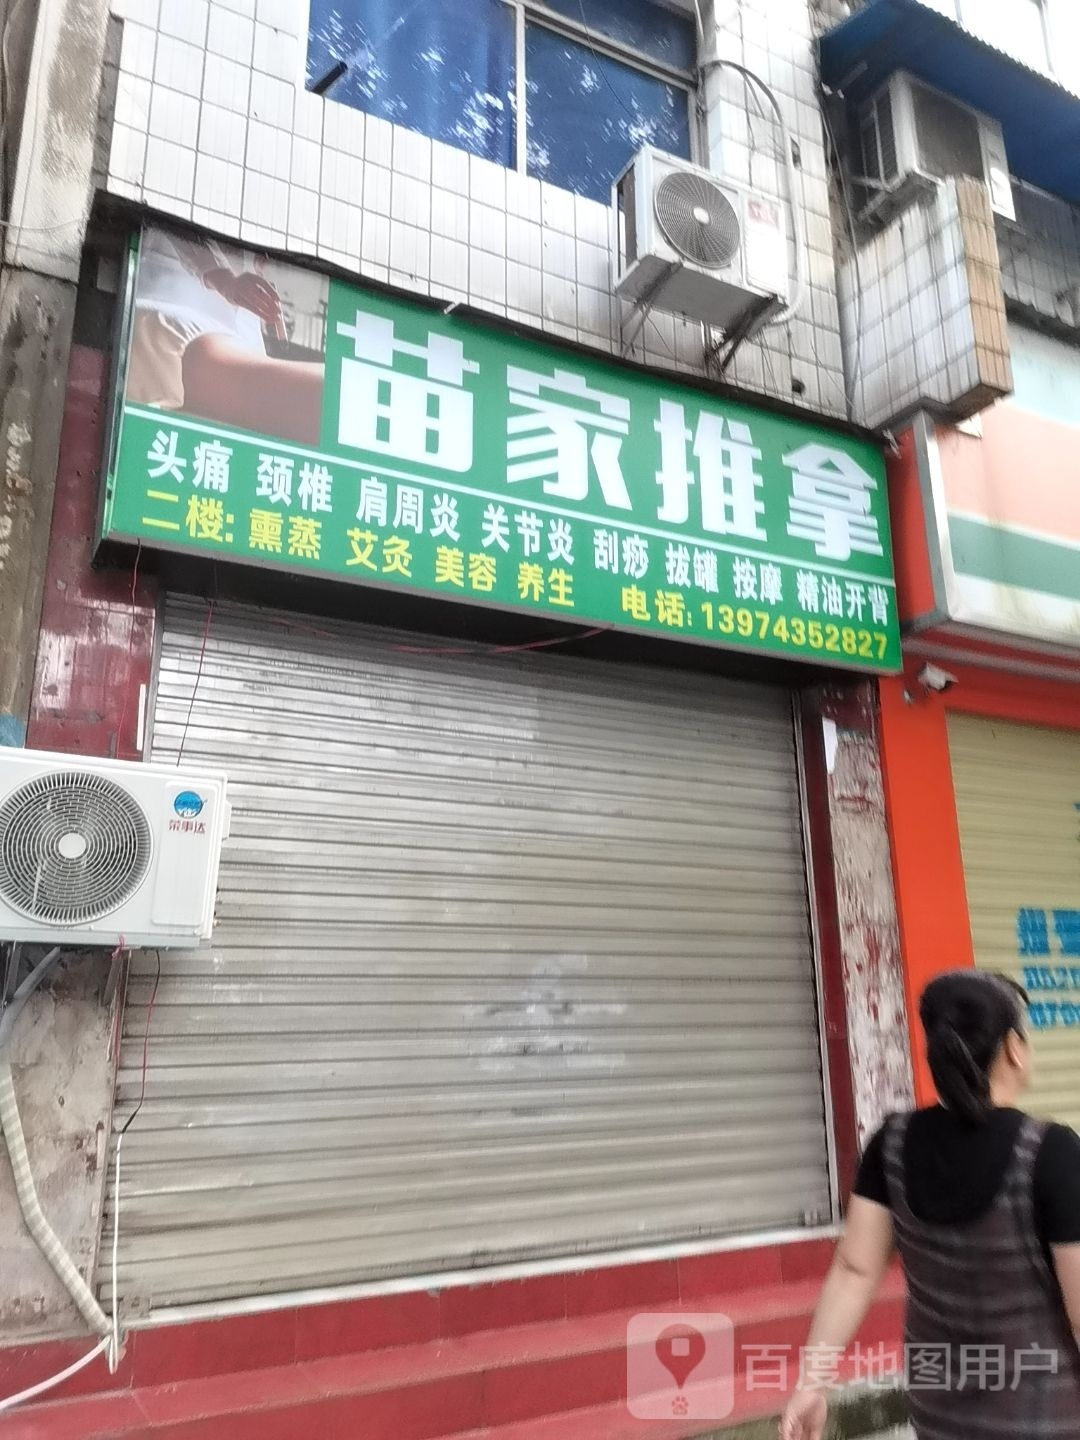 苗家推拿
头痛 颈椎 肩周炎 关节炎 刮痧 拔罐 按摩 精油开背
二楼: 熏蒸 艾灸 美容 养生 电话: 13974352827
荣事达
百度地图用户